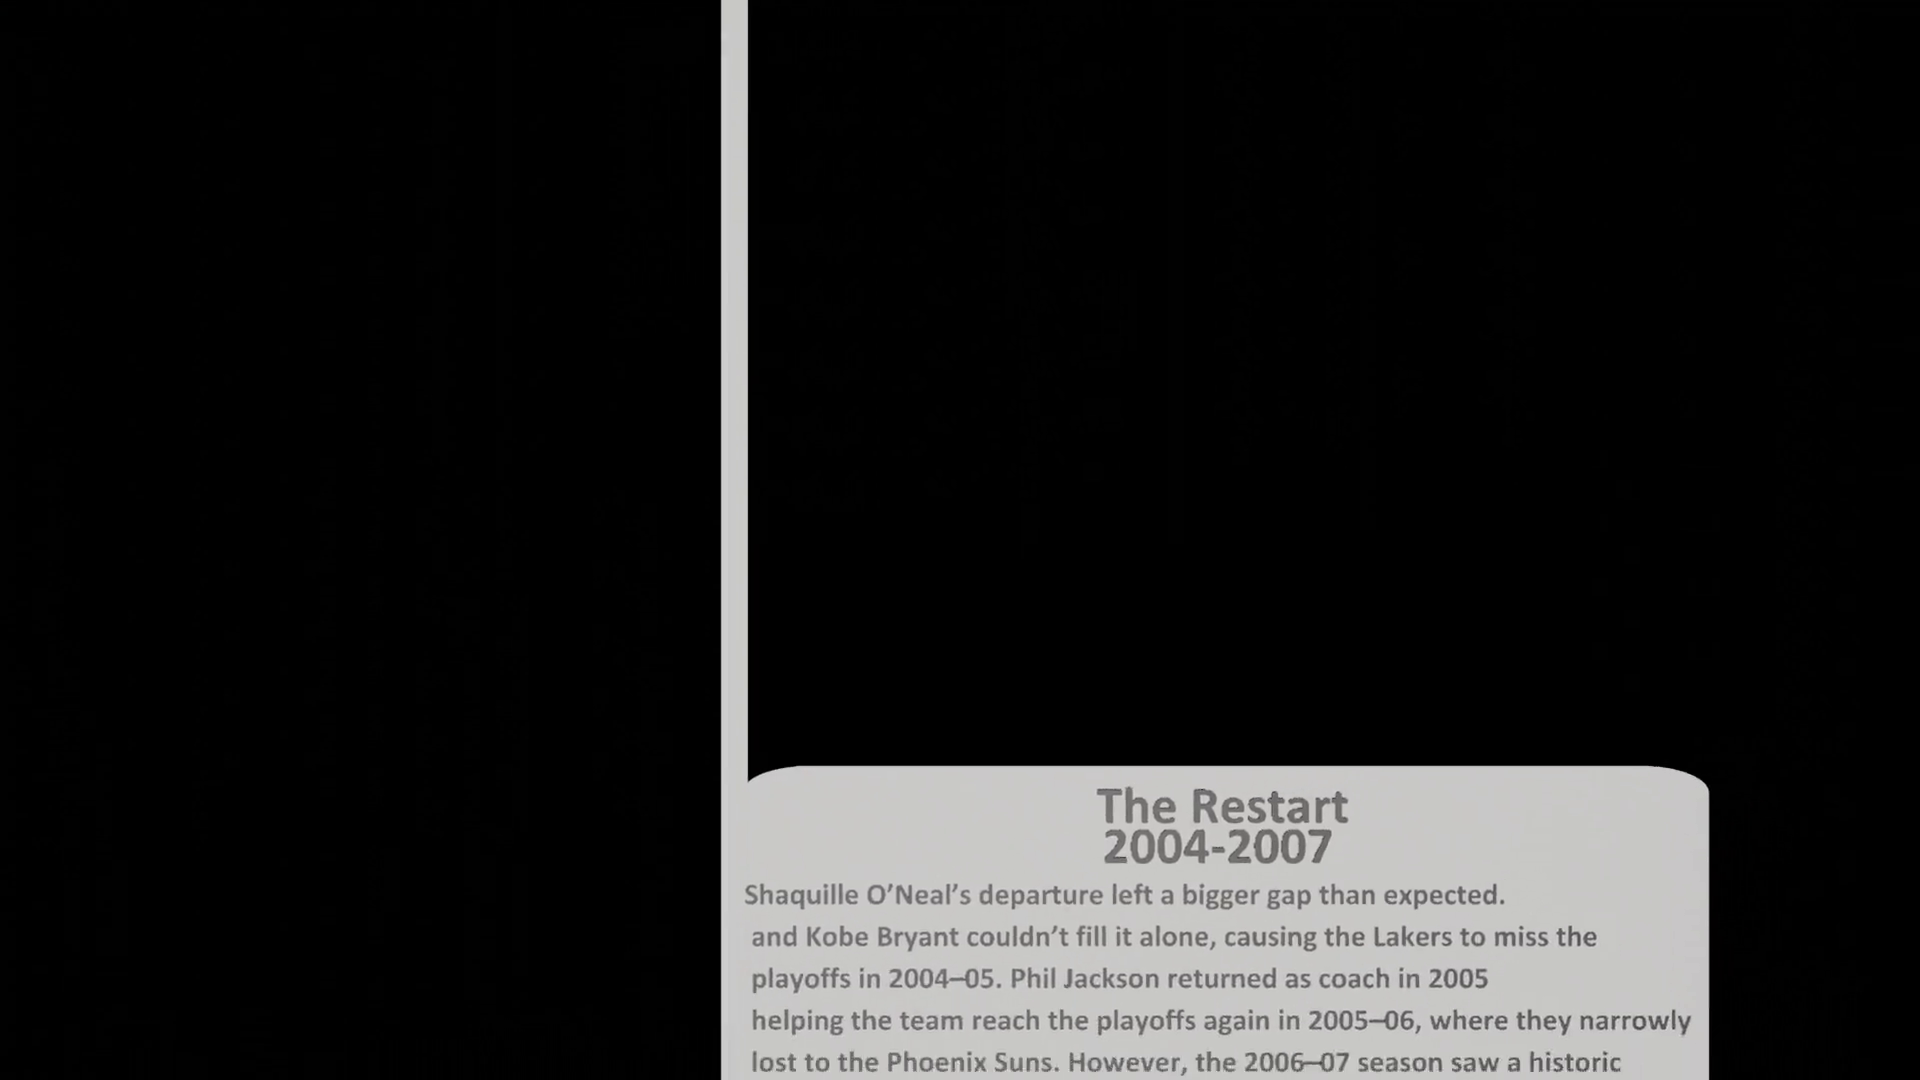 The Restart
2004-2007
Shaquille O’Neal’s departure left a bigger gap than expected.
and Kobe Bryant couldn’t fill it alone, causing the Lakers to miss the
playoffs in 2004–05. Phil Jackson returned as coach in 2005
helping the team reach the playoffs again in 2005–06, where they narrowly
lost to the Phoenix Suns. However, the 2006–07 season saw a historic